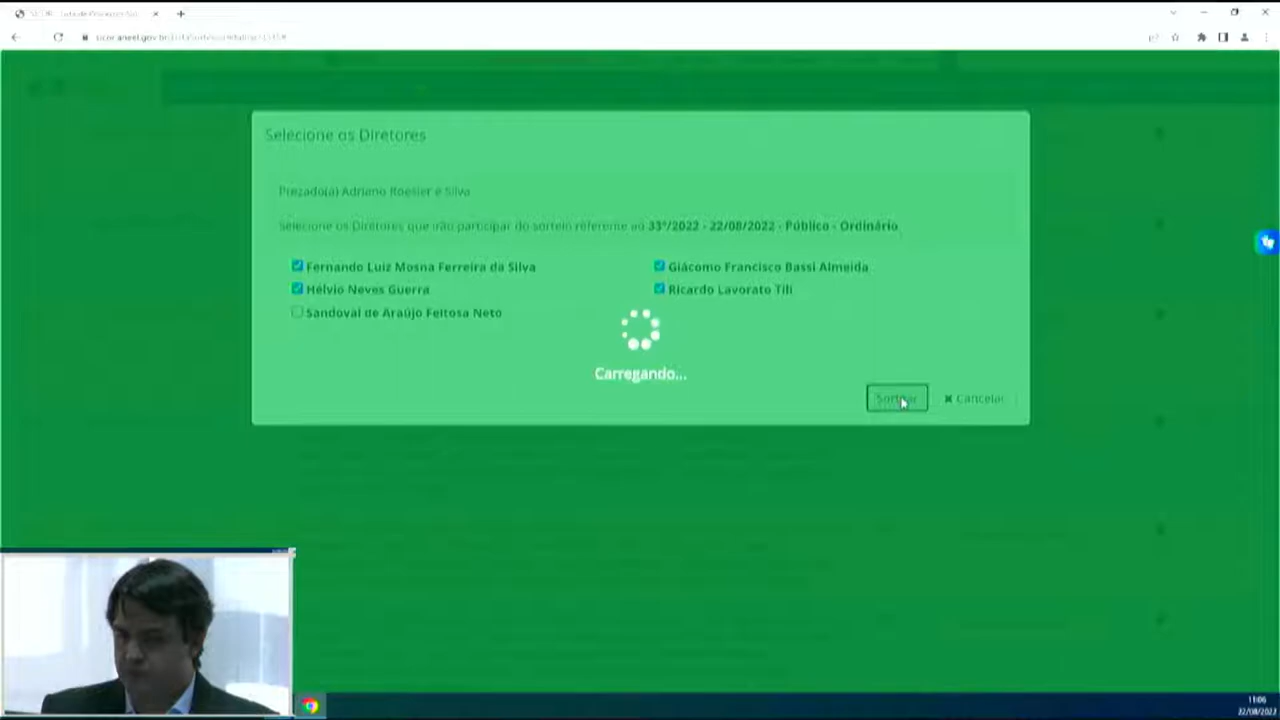 Selecione os Diretores
Prezado(a) Adriano Roesler e Silva
Selecione os Diretores que irão participar do sorteio referente ao 33º/2022 - 22/08/2022 - Público - Ordinário
Fernando Luiz Mosna Ferreira da Silva
Giácomo Francisco Bassi Almeida
Hélvio Neves Guerra
Ricardo Lavorato Tili
Sandoval de Araújo Feitosa Neto
Carregando...
Sortear
Cancelar
11:06
22/08/2022